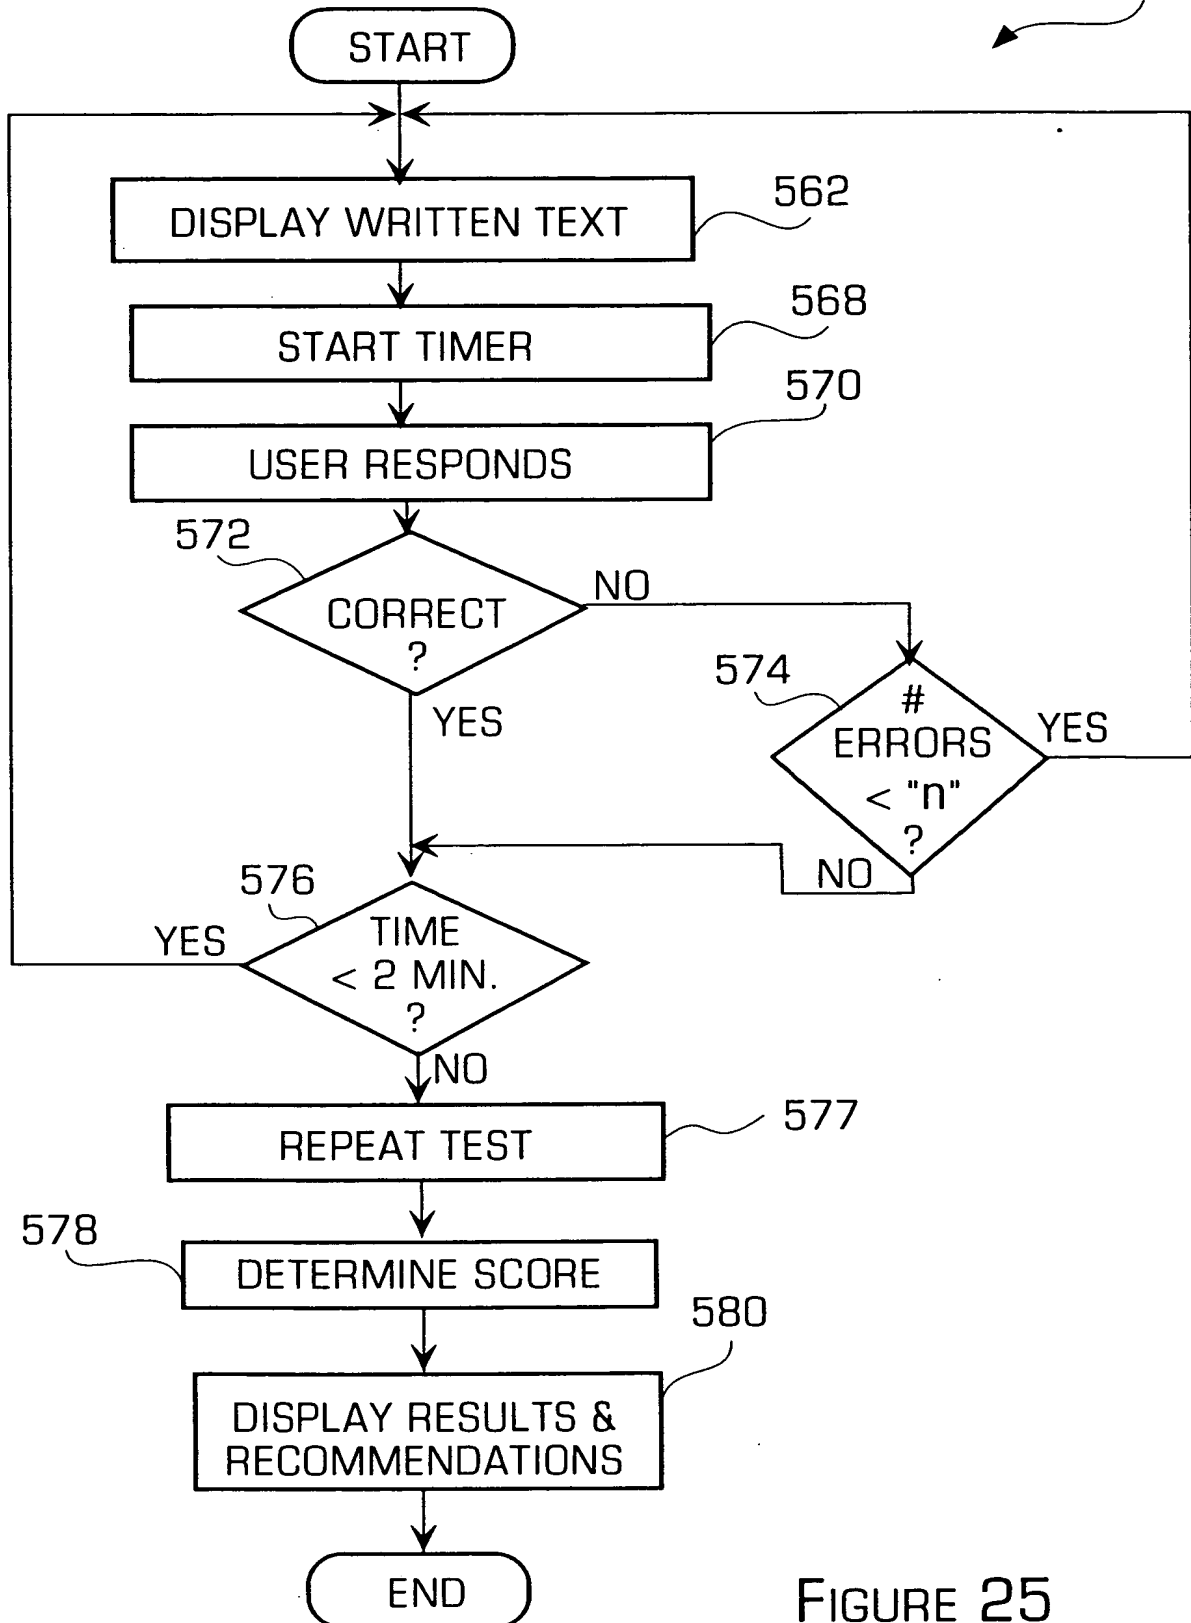 START
562
DISPLAY WRITTEN TEXT
568
START TIMER
570
USER RESPONDS
572
NO
CORRECT
?
574
#
ERRORS
< "n"
?
YES
YES
NO
576
TIME
< 2 MIN.
?
YES
NO
577
REPEAT TEST
578
DETERMINE SCORE
580
DISPLAY RESULTS &
RECOMMENDATIONS
END
FIGURE 25